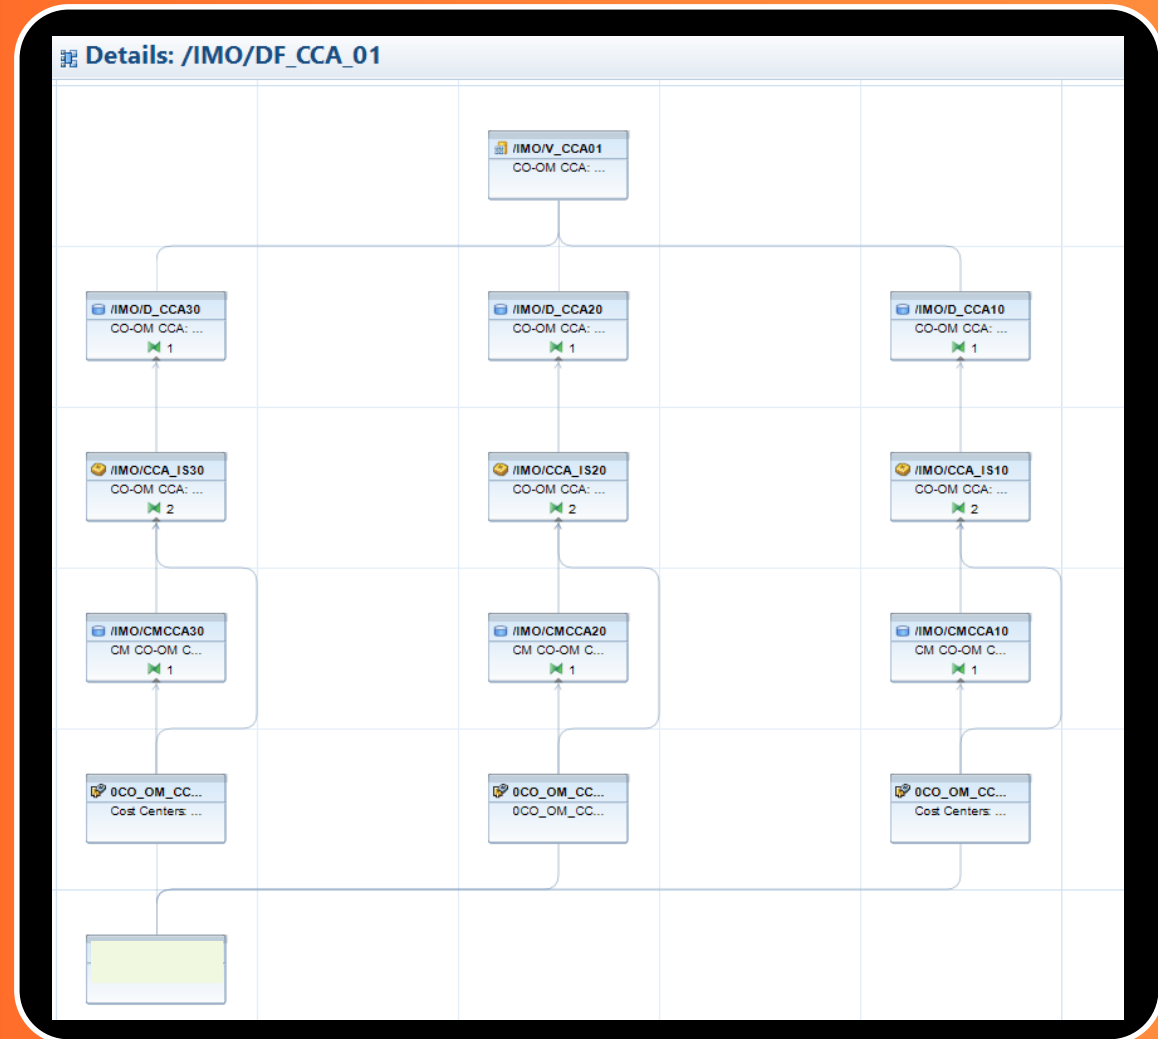 Details: /IMO/DF_CCA_01
/IMO/V_CCA01
CO-OM CCA: ...
/IMO/D_CCA30
CO-OM CCA: ...
1
/IMO/D_CCA20
CO-OM CCA: ...
1
/IMO/D_CCA10
CO-OM CCA: ...
1
/IMO/CCA_IS30
CO-OM CCA: ...
2
/IMO/CCA_IS20
CO-OM CCA: ...
2
/IMO/CCA_IS10
CO-OM CCA: ...
2
/IMO/CMCCA30
CM CO-OM C...
1
/IMO/CMCCA20
CM CO-OM C...
1
/IMO/CMCCA10
CM CO-OM C...
1
0CO_OM_CC...
Cost Centers: ...
0CO_OM_CC...
0CO_OM_CC...
0CO_OM_CC...
Cost Centers: ...